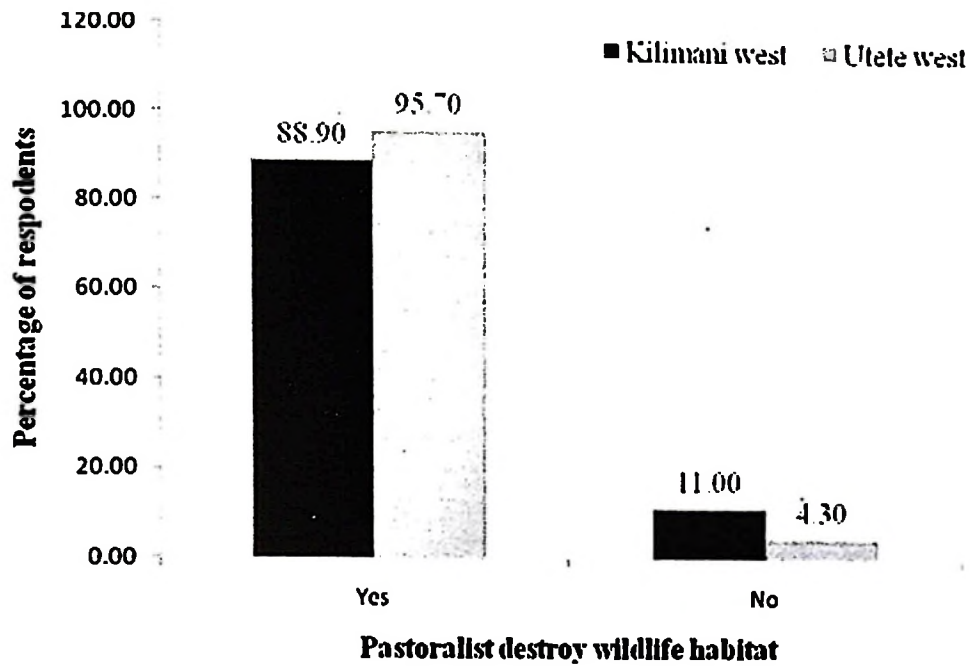 120.00
Kilimani west Utete west
100.00
88.90
95.70
80.00
60.00
40.00
20.00
11.00
4.30
0.00
Percentage of respodents
Yes No
Pastoralist destroy wildlife habitat